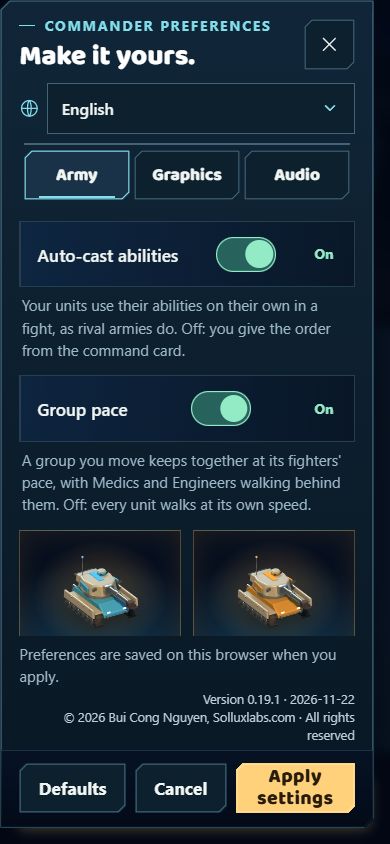 COMMANDER PREFERENCES
Make it yours.
English
Army
Graphics
Audio
Auto-cast abilities
On
Your units use their abilities on their own in a
fight, as rival armies do. Off: you give the order
from the command card.
Group pace
On
A group you move keeps together at its fighters'
pace, with Medics and Engineers walking behind
them. Off: every unit walks at its own speed.
Preferences are saved on this browser when you
apply.
Version 0.19.1 · 2026-11-22
© 2026 Bui Cong Nguyen, Solluxlabs.com · All rights
reserved
Defaults
Cancel
Apply
settings